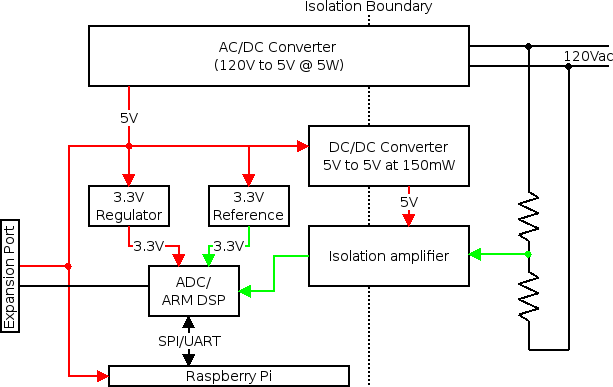 Isolation Boundary
AC/DC Converter
(120V to 5V @ 5W)
120Vac
5V
DC/DC Converter
5V to 5V at 150mW
3.3V
Regulator
3.3V
Reference
5V
3.3V
3.3V
Isolation amplifier
Expansion Port
ADC/
ARM DSP
SPI/UART
Raspberry Pi